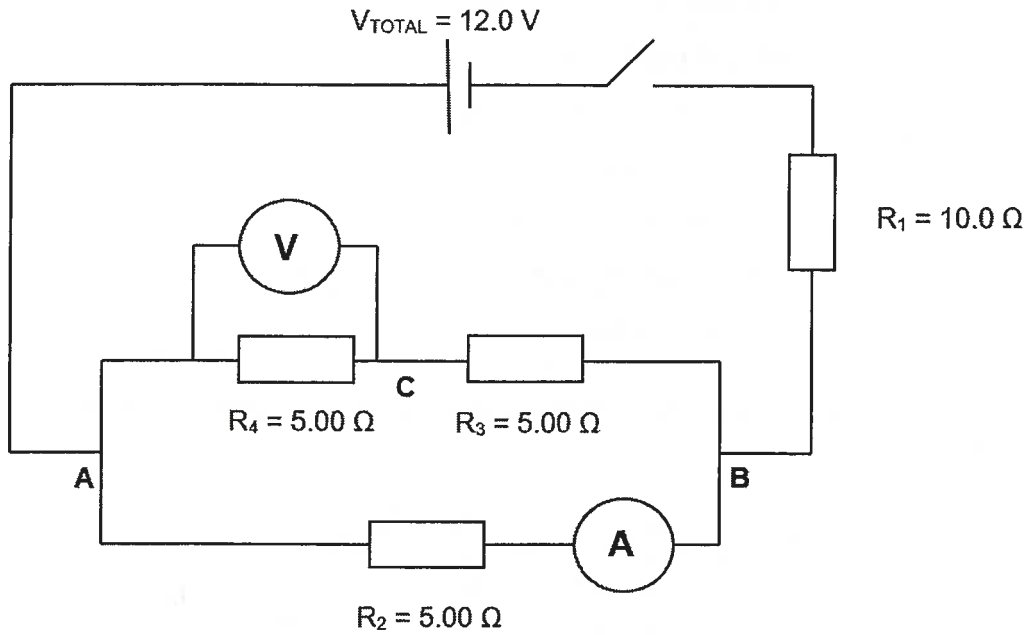 V_TOTAL = 12.0 V
R₁ = 10.0 Ω
V
C
R₄ = 5.00 Ω
R₃ = 5.00 Ω
A
B
A
R₂ = 5.00 Ω